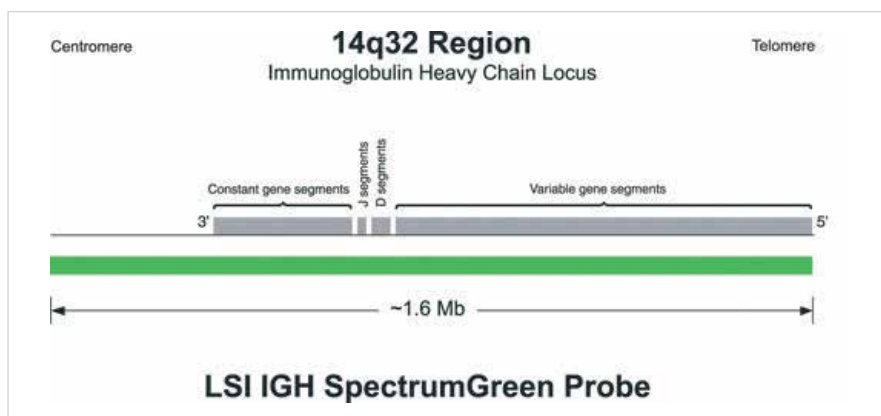 Centromere
14q32 Region
Telomere
Immunoglobulin Heavy Chain Locus
Constant gene segments
J segments
D segments
Variable gene segments
3'
5'
~1.6 Mb
LSI IGH SpectrumGreen Probe